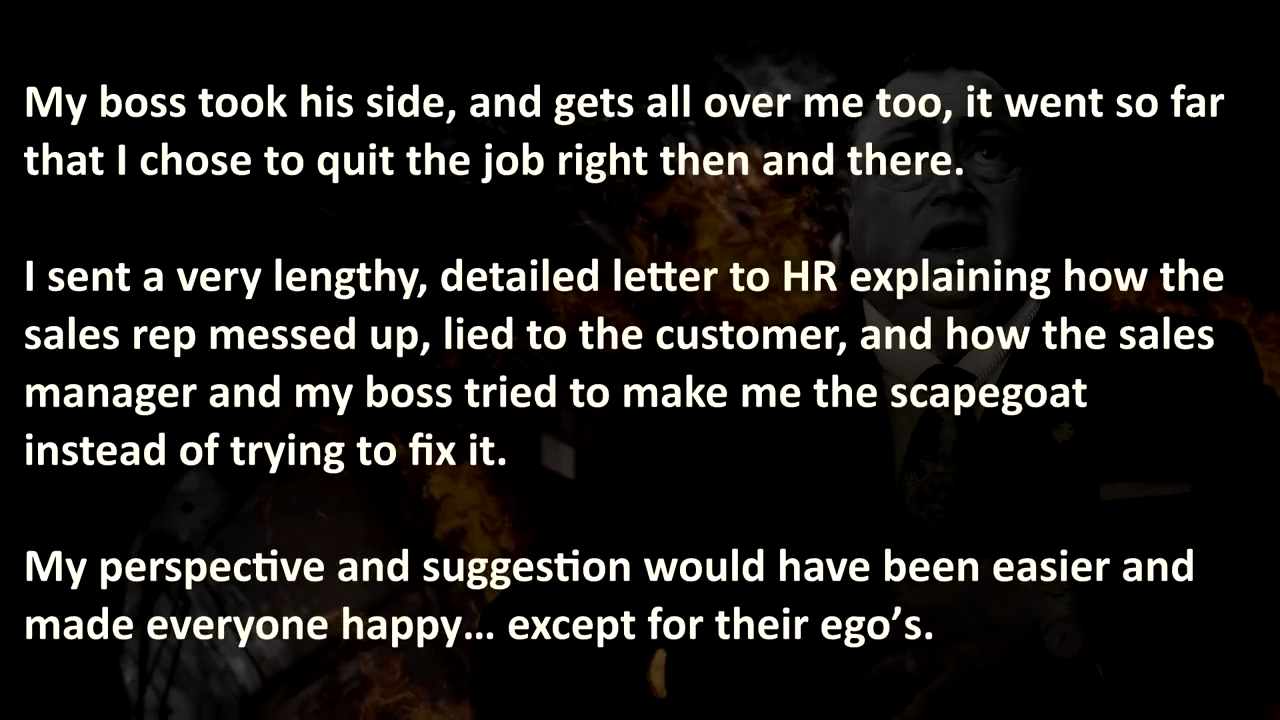 My boss took his side, and gets all over me too, it went so far
that I chose to quit the job right then and there.
I sent a very lengthy, detailed letter to HR explaining how the
sales rep messed up, lied to the customer, and how the sales
manager and my boss tried to make me the scapegoat
instead of trying to fix it.
My perspective and suggestion would have been easier and
made everyone happy... except for their ego’s.